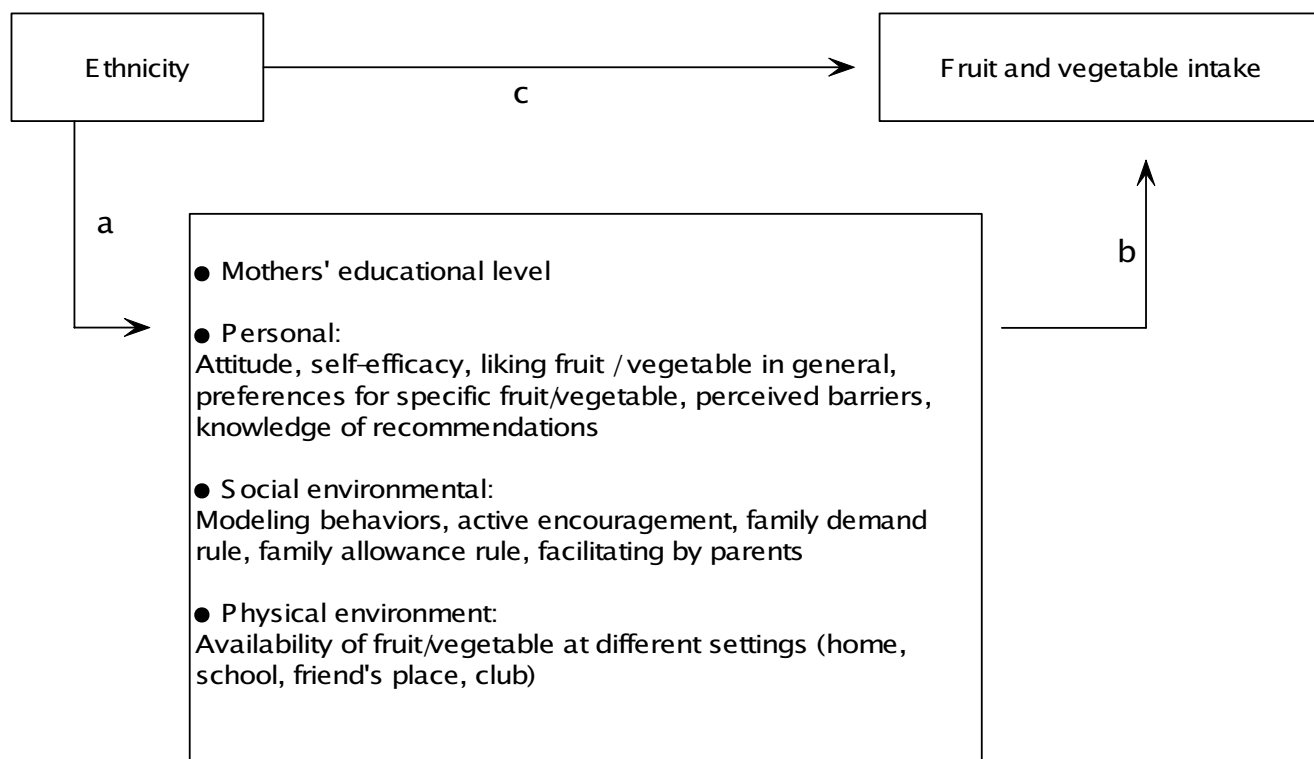 Ethnicity
Fruit and vegetable intake
c
a
b
● Mothers' educational level
● Personal:
Attitude, self-efficacy, liking fruit / vegetable in general,
preferences for specific fruit/vegetable, perceived barriers,
knowledge of recommendations
● Social environmental:
Modeling behaviors, active encouragement, family demand
rule, family allowance rule, facilitating by parents
● Physical environment:
Availability of fruit/vegetable at different settings (home,
school, friend's place, club)